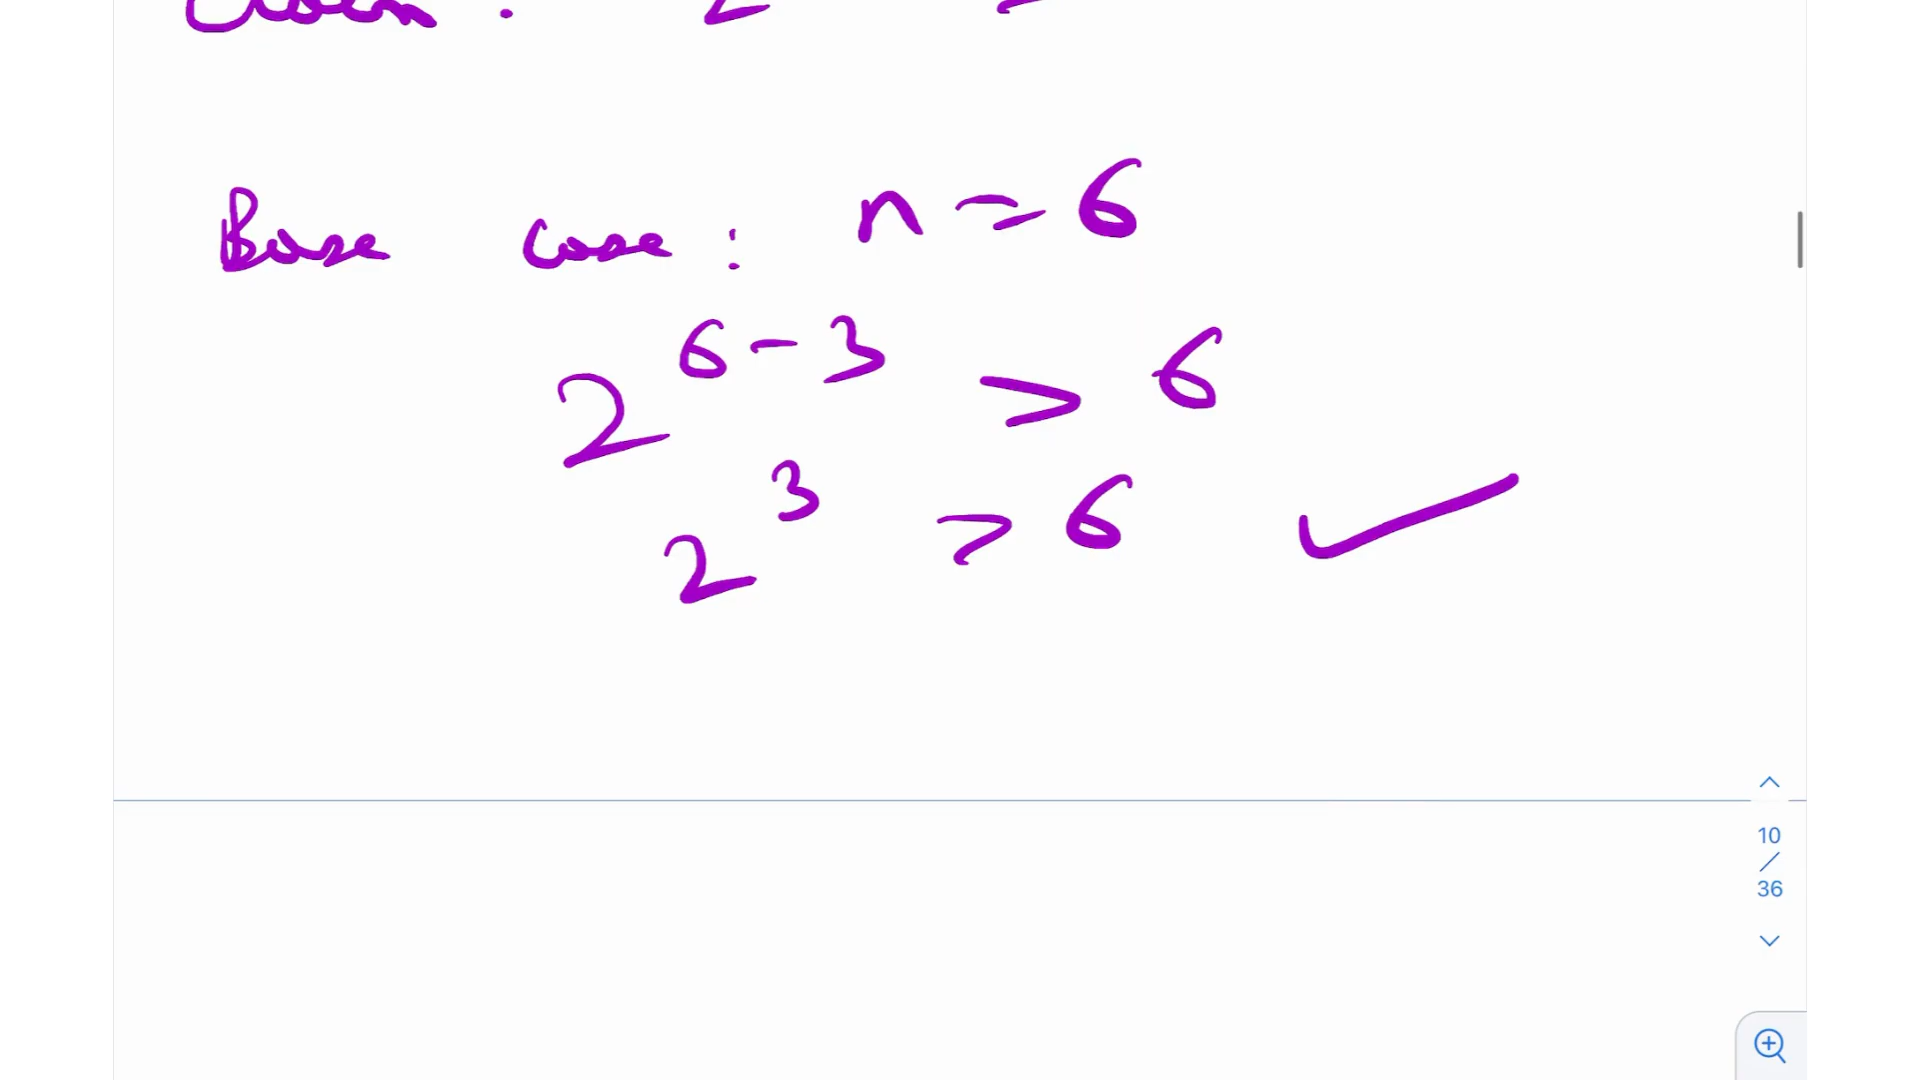 Base case : n = 6
2^{6-3} > 6
2^3 > 6 ✓
10
/
36